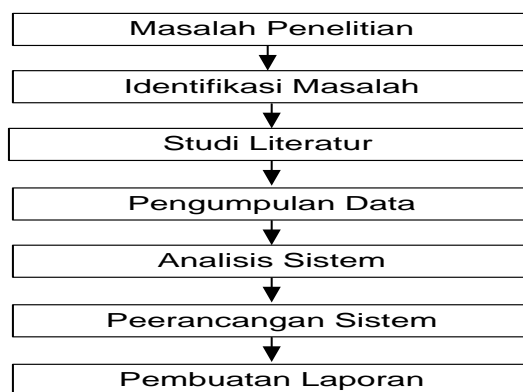 Masalah Penelitian
Identifikasi Masalah
Studi Literatur
Pengumpulan Data
Analisis Sistem
Peerancangan Sistem
Pembuatan Laporan